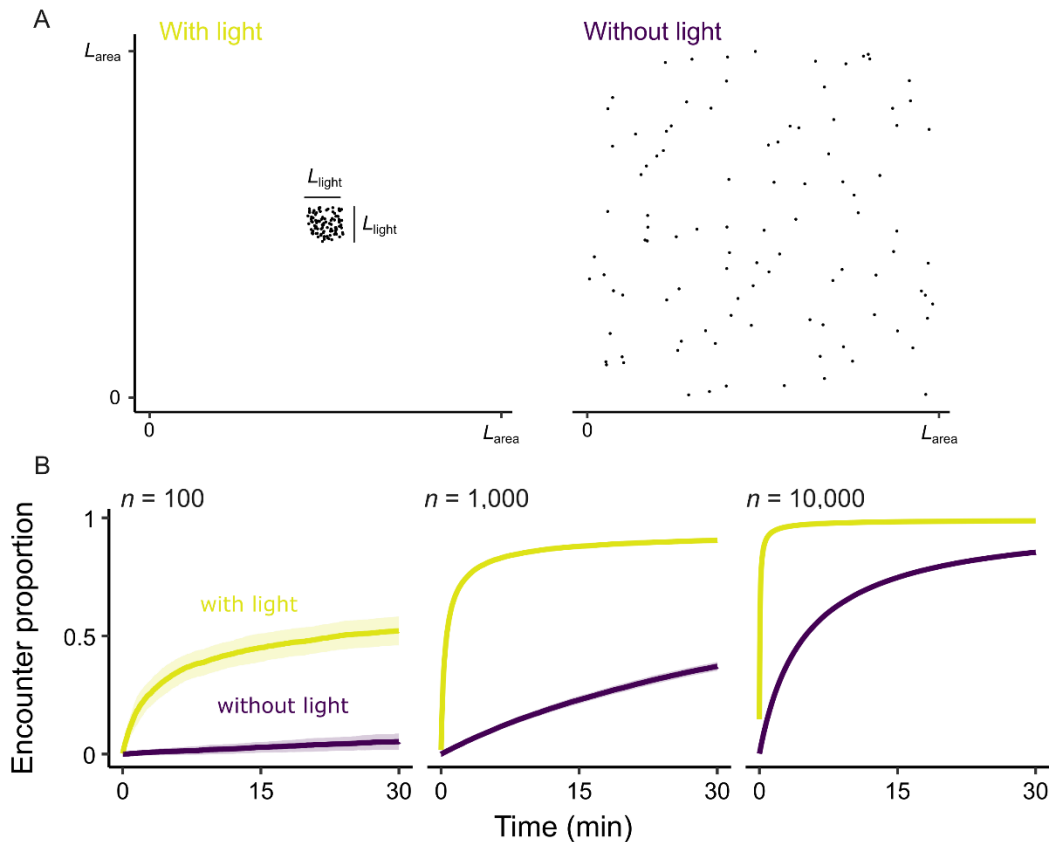 A
With light
Without light
Larea
Llight
Llight
0
0
Larea
0
Larea
B
n = 100
n = 1,000
n = 10,000
Encounter proportion
1
0.5
0
with light
without light
0
15
30
0
15
30
0
15
30
Time (min)